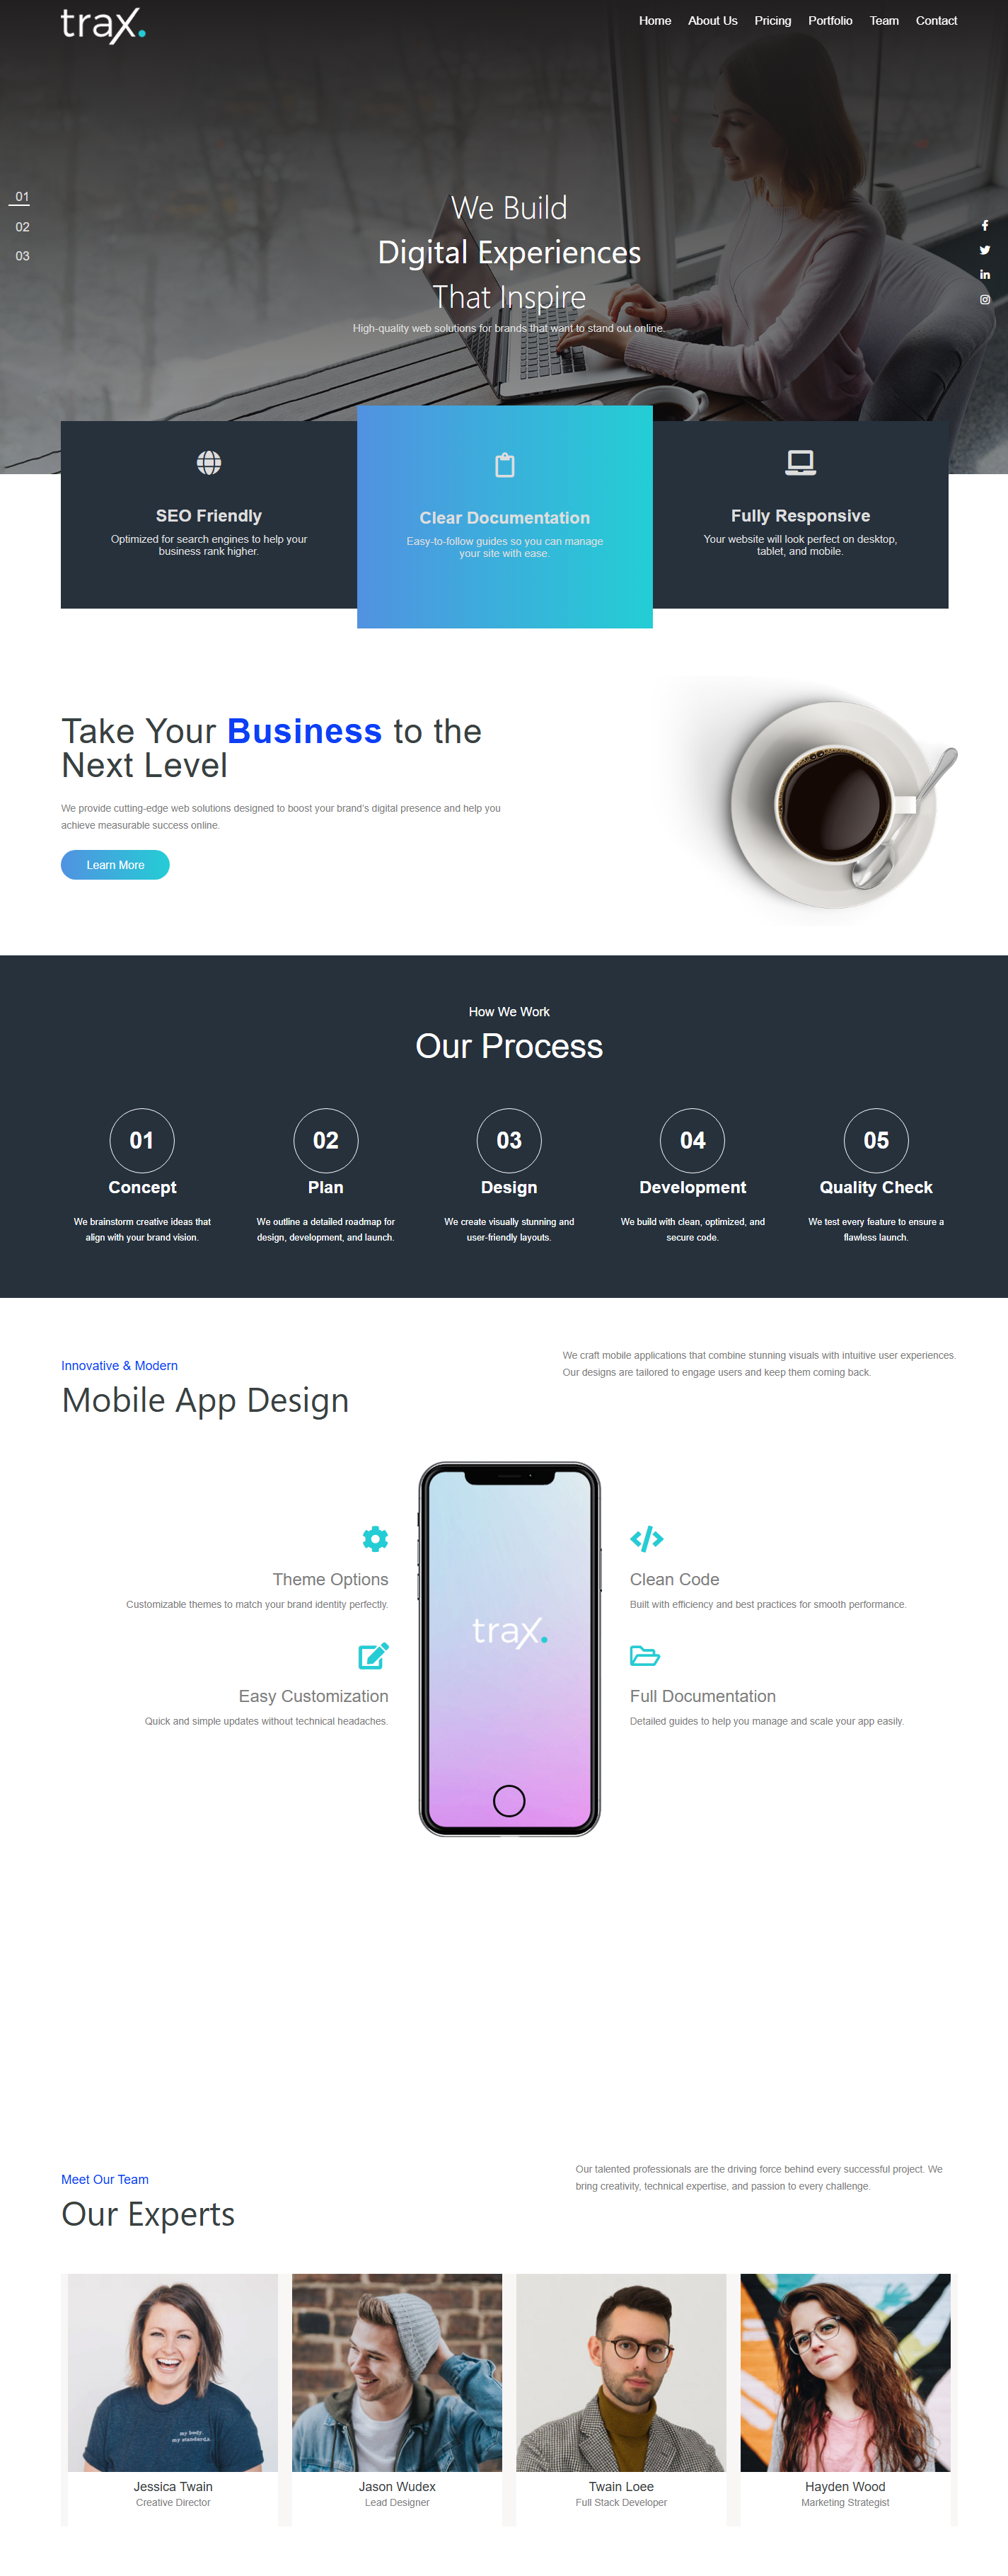 trax.
Home About Us Pricing Portfolio Team Contact
01
02
03
We Build
Digital Experiences
That Inspire
High-quality web solutions for brands that want to stand out online.
SEO Friendly
Optimized for search engines to help your
business rank higher.
Clear Documentation
Easy-to-follow guides so you can manage
your site with ease.
Fully Responsive
Your website will look perfect on desktop,
tablet, and mobile.
Take Your Business to the
Next Level
We provide cutting-edge web solutions designed to boost your brand's digital presence and help you
achieve measurable success online.
Learn More
How We Work
Our Process
01
Concept
We brainstorm creative ideas that
align with your brand vision.
02
Plan
We outline a detailed roadmap for
design, development, and launch.
03
Design
We create visually stunning and
user-friendly layouts.
04
Development
We build with clean, optimized, and
secure code.
05
Quality Check
We test every feature to ensure a
flawless launch.
Innovative & Modern
Mobile App Design
We craft mobile applications that combine stunning visuals with intuitive user experiences.
Our designs are tailored to engage users and keep them coming back.
Theme Options
Customizable themes to match your brand identity perfectly.
Easy Customization
Quick and simple updates without technical headaches.
trax.
Clean Code
Built with efficiency and best practices for smooth performance.
Full Documentation
Detailed guides to help you manage and scale your app easily.
Meet Our Team
Our Experts
Our talented professionals are the driving force behind every successful project. We
bring creativity, technical expertise, and passion to every challenge.
my body.
my standards.
Jessica Twain
Creative Director
Jason Wudex
Lead Designer
Twain Loee
Full Stack Developer
Hayden Wood
Marketing Strategist